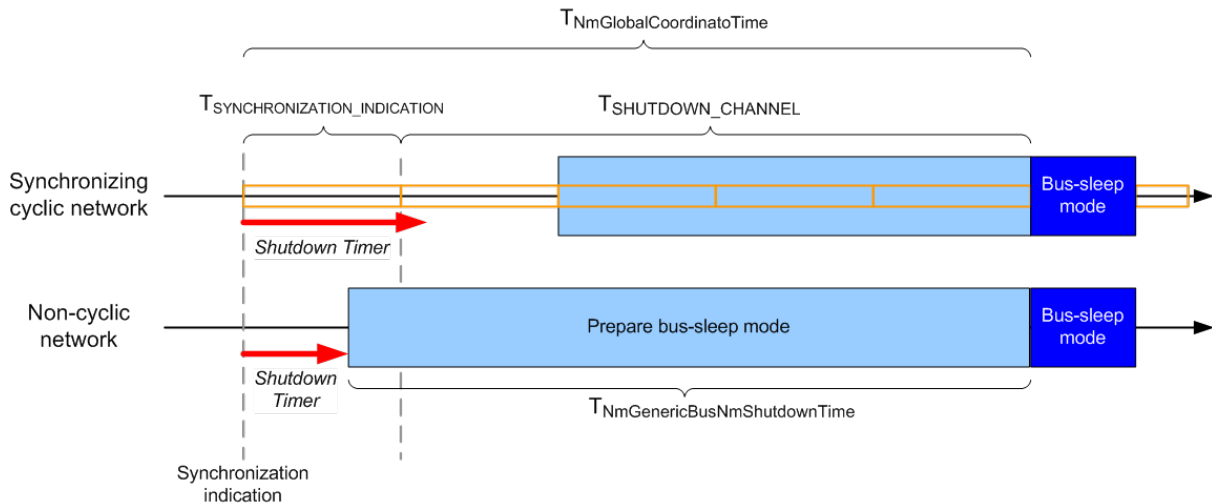 TNmGlobalCoordinatoTime
TSYNCHRONIZATION_INDICATION
TSHUTDOWN_CHANNEL
Synchronizing
cyclic network
Bus-sleep
mode
Shutdown Timer
Non-cyclic
network
Prepare bus-sleep mode
Bus-sleep
mode
Shutdown
Timer
TNmGenericBusNmShutdownTime
Synchronization
indication